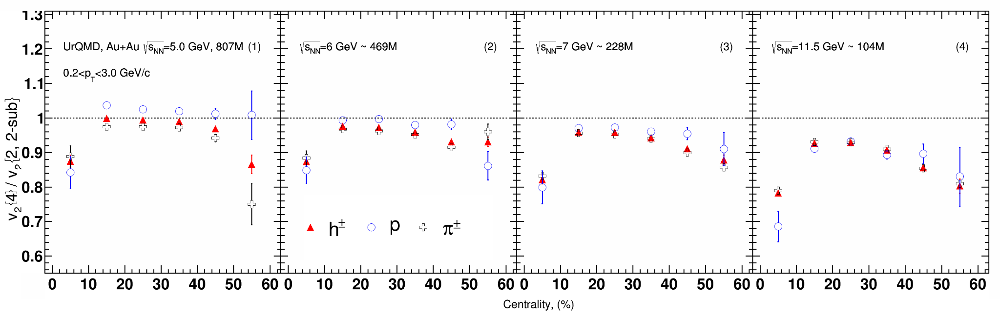 1.3
1.2
1.1
1
0.9
0.8
0.7
0.6
v₂{4} / v₂{2, 2-sub}
UrQMD, Au+Au √sNN=5.0 GeV, 807M (1)
0.2<pT<3.0 GeV/c
√sNN=6 GeV ~ 469M (2)
√sNN=7 GeV ~ 228M (3)
√sNN=11.5 GeV ~ 104M (4)
h± p π±
0 10 20 30 40 50 60 0 10 20 30 40 50 60 0 10 20 30 40 50 60 0 10 20 30 40 50 60
Centrality, (%)